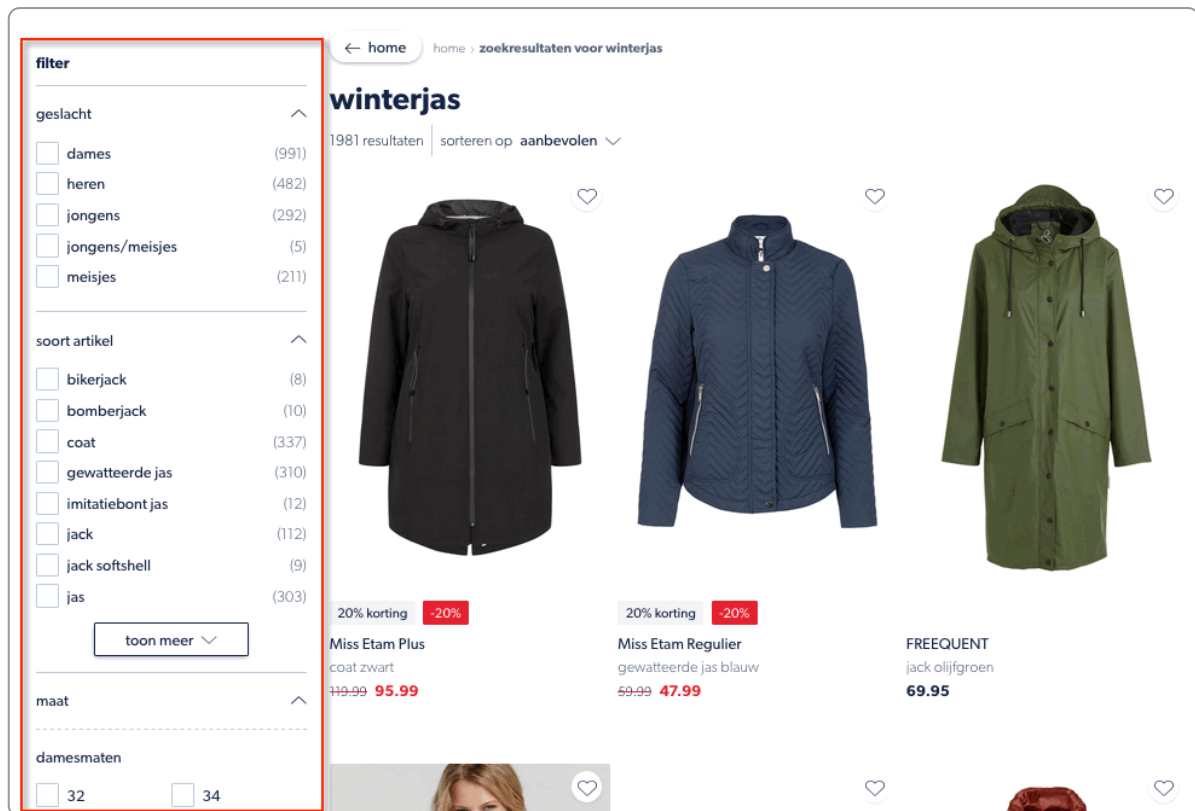 filter
geslacht
dames (991)
heren (482)
jongens (292)
jongens/meisjes (5)
meisjes (211)
soort artikel
bikerjack (8)
bomberjack (10)
coat (337)
gewatteerde jas (310)
imitatiebont jas (12)
jack (112)
jack softshell (9)
jas (303)
toon meer
maat
damesmaten
32 34
← home home › zoekresultaten voor winterjas
winterjas
1981 resultaten sorteren op aanbevolen
20% korting -20%
Miss Etam Plus
coat zwart
119.99 95.99
20% korting -20%
Miss Etam Regulier
gewatteerde jas blauw
59.99 47.99
FREEQUENT
jack olijfgroen
69.95